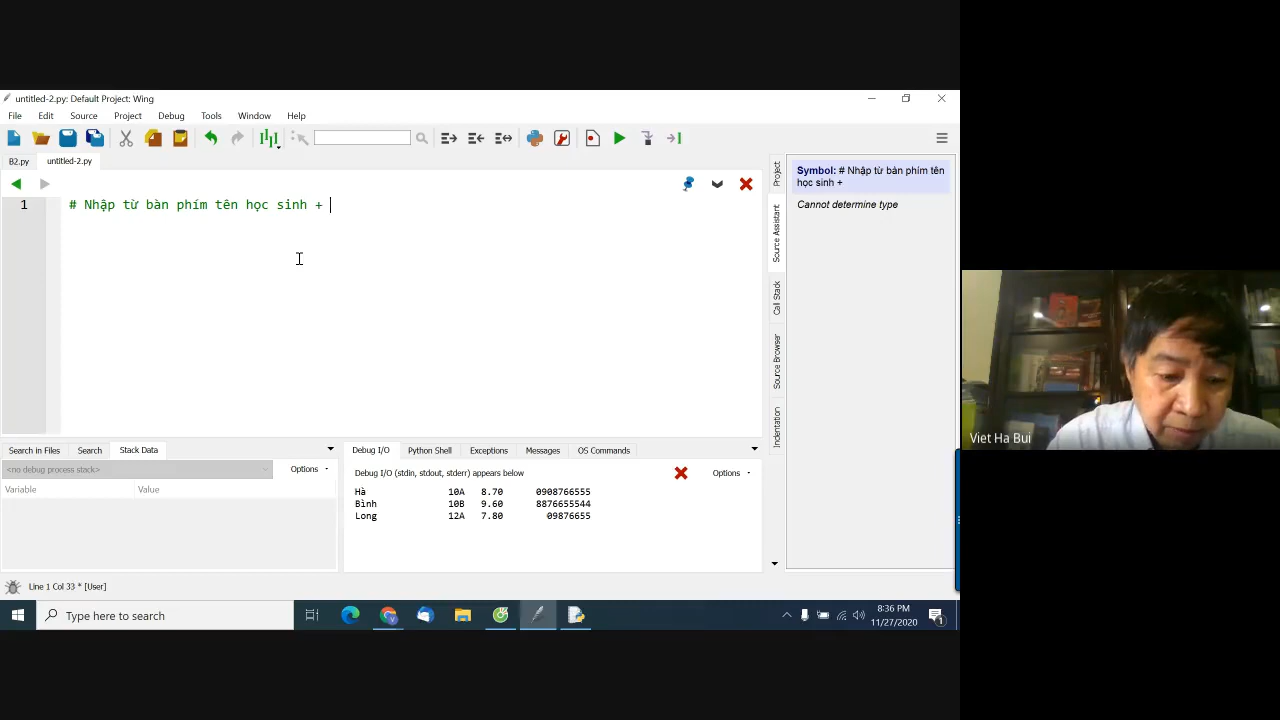 untitled-2.py: Default Project: Wing
File Edit Source Project Debug Tools Window Help
B2.py untitled-2.py
1 # Nhập từ bàn phím tên học sinh +
Symbol: # Nhập từ bàn phím tên
học sinh +
Cannot determine type
Project
Source Assistant
Call Stack
Source Browser
Indentation
Viet Ha Bui
Search in Files Search Stack Data
<no debug process stack> Options
Variable Value
Debug I/O Python Shell Exceptions Messages OS Commands
Debug I/O (stdin, stdout, stderr) appears below Options
Hà 10A 8.70 0908766555
Bình 10B 9.60 8876655544
Long 12A 7.80 09876655
Line 1 Col 33 * [User]
Type here to search
8:36 PM
11/27/2020
1